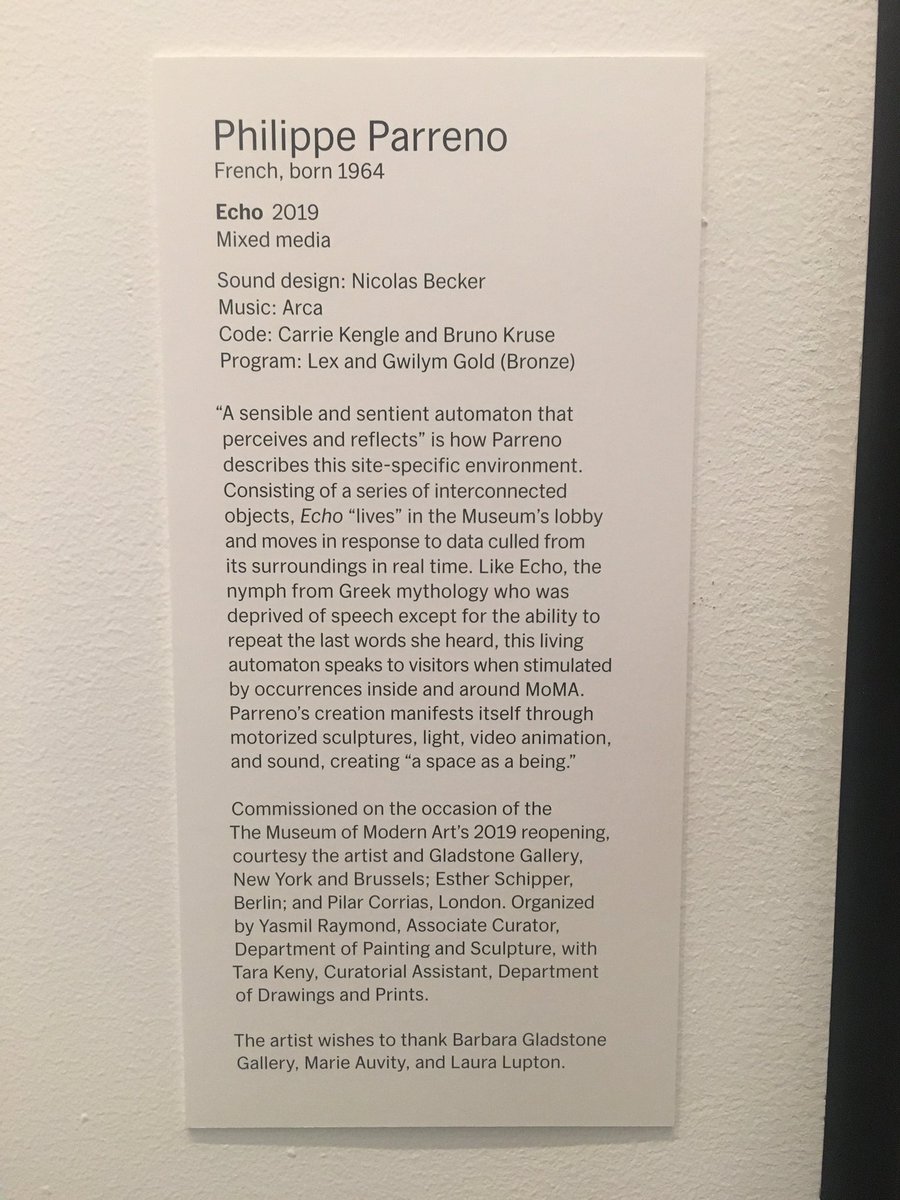 Philippe Parreno
French, born 1964
Echo 2019
Mixed media
Sound design: Nicolas Becker
Music: Arca
Code: Carrie Kengle and Bruno Kruse
Program: Lex and Gwilym Gold (Bronze)
“A sensible and sentient automaton that
perceives and reflects” is how Parreno
describes this site-specific environment.
Consisting of a series of interconnected
objects, Echo “lives” in the Museum’s lobby
and moves in response to data culled from
its surroundings in real time. Like Echo, the
nymph from Greek mythology who was
deprived of speech except for the ability to
repeat the last words she heard, this living
automaton speaks to visitors when stimulated
by occurrences inside and around MoMA.
Parreno’s creation manifests itself through
motorized sculptures, light, video animation,
and sound, creating “a space as a being.”
Commissioned on the occasion of the
The Museum of Modern Art’s 2019 reopening,
courtesy the artist and Gladstone Gallery,
New York and Brussels; Esther Schipper,
Berlin; and Pilar Corrias, London. Organized
by Yasmil Raymond, Associate Curator,
Department of Painting and Sculpture, with
Tara Keny, Curatorial Assistant, Department
of Drawings and Prints.
The artist wishes to thank Barbara Gladstone
Gallery, Marie Auvity, and Laura Lupton.